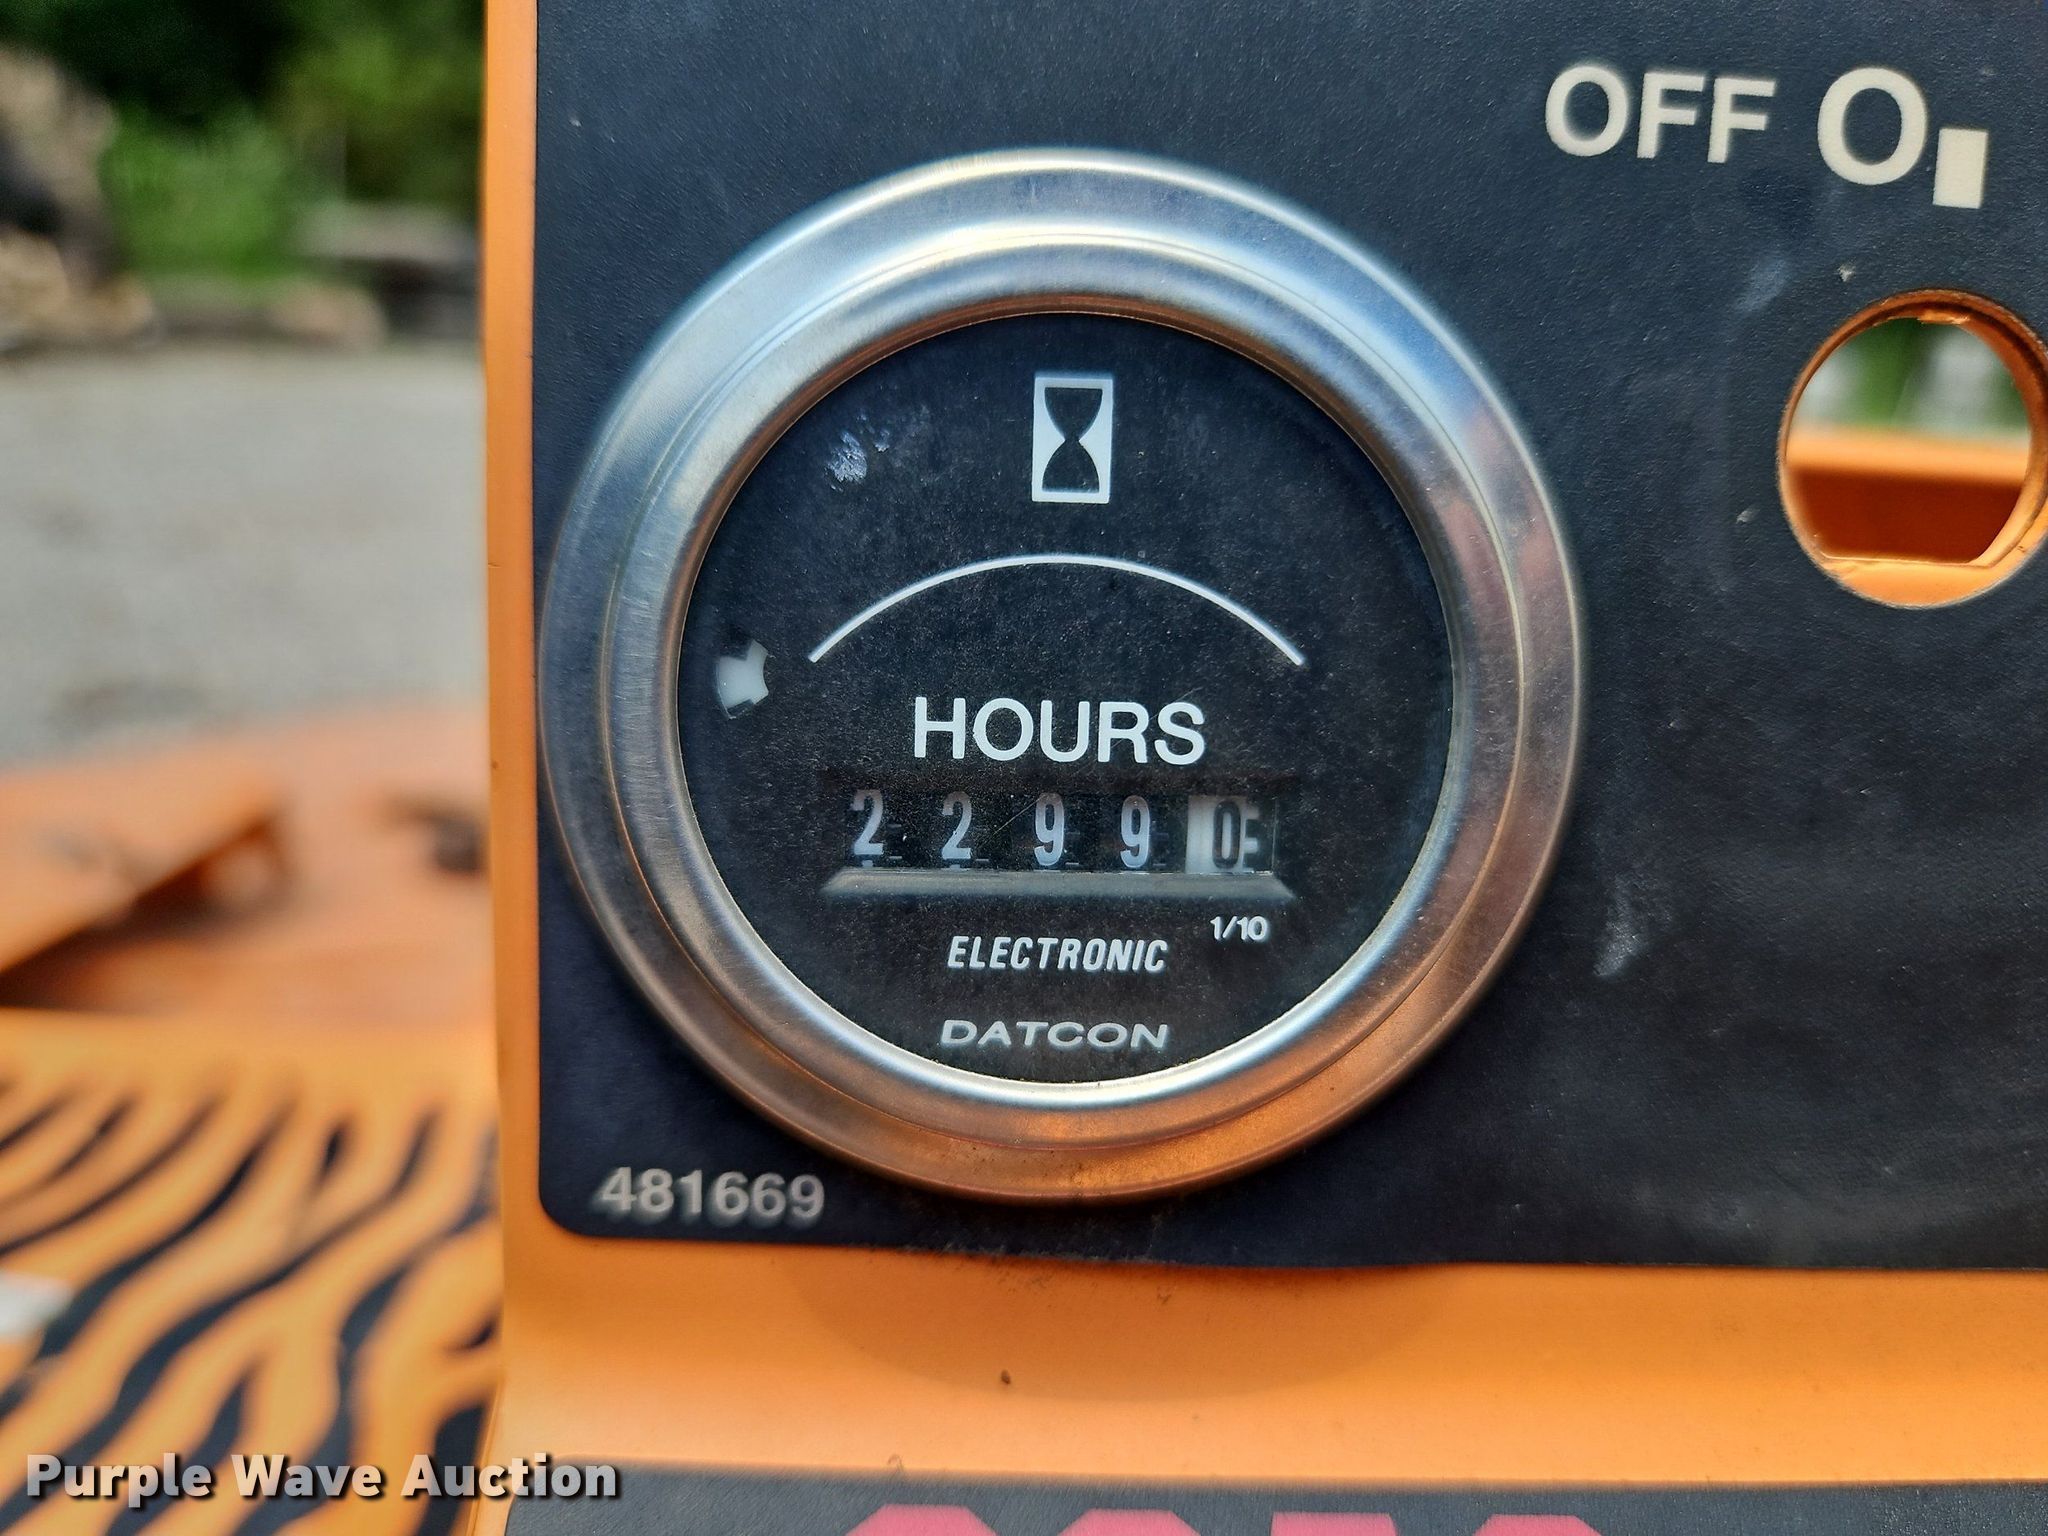 OFF O
HOURS
2 2 9 9 0
1/10
ELECTRONIC
DATCON
481669
Purple Wave Auction